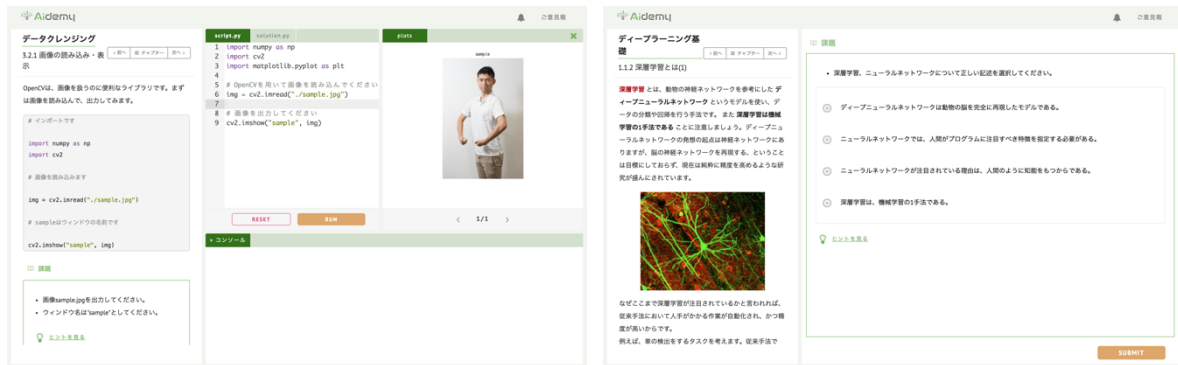 Aidemy
ご意見箱
データクレンジング
3.2.1 画像の読み込み・表
示
<前へ
チャプター
次へ>
OpenCVは、画像を扱うのに便利なライブラリです。まず
は画像を読み込んで、出力してみます。
# インポートです
import numpy as np
import cv2
# 画像を読み込みます
img = cv2.imread("./sample.jpg")
# sampleはウィンドウの名前です
cv2.imshow("sample", img)
課題
• 画像sample.jpgを出力してください。
• ウィンドウ名は"sample"としてください。
ヒントを見る
script.py
solution.py
1 import numpy as np
2 import cv2
3 import matplotlib.pyplot as plt
4
5 # OpenCVを用いて画像を読み込んでください
6 img = cv2.imread("./sample.jpg")
7
8 # 画像を出力してください
9 cv2.imshow("sample", img)
RESET
RUN
plots
sample
< 1/1 >
コンソール
Aidemy
ご意見箱
ディープラーニング基
礎
<前へ
チャプター
次へ>
1.1.2 深層学習とは(1)
深層学習 とは、動物の神経ネットワークを参考にした デ
ィープニューラルネットワーク というモデルを使い、デ
ータの分類や回帰を行う手法です。 また 深層学習は機械
学習の1手法である ことに注意しましょう。ディープニュ
ーラルネットワークの発想の起点は神経ネットワークにあ
りますが、脳の神経ネットワークを再現する、ということ
は目標にしておらず、現在は純粋に精度を高めるような研
究が盛んにされています。
なぜここまで深層学習が注目されているかと言われれば、
従来手法において人手がかかる作業が自動化され、かつ精
度が高いからです。
例えば、車の検出をするタスクを考えます。従来手法で
課題
• 深層学習、ニューラルネットワークについて正しい記述を選択してください。
ディープニューラルネットワークは動物の脳を完全に再現したモデルである。
ニューラルネットワークでは、人間がプログラムに注目すべき特徴を指定する必要がある。
ニューラルネットワークが注目されている理由は、人間のように知能をもつからである。
深層学習は、機械学習の1手法である。
ヒントを見る
SUBMIT